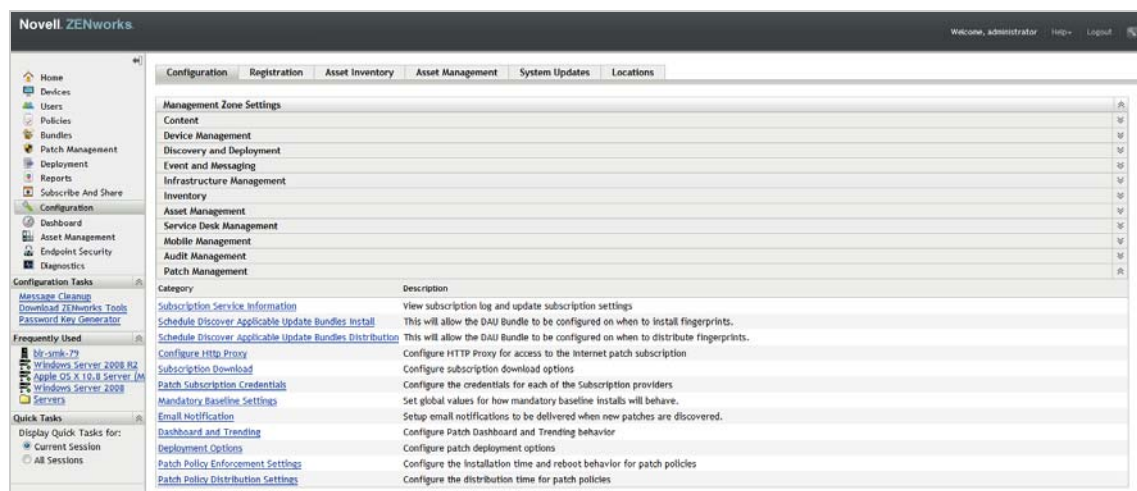 Novell ZENworks
Welcome, administrator Help Logout
Home
Devices
Users
Policies
Bundles
Patch Management
Deployment
Reports
Subscribe And Share
Configuration
Dashboard
Asset Management
Endpoint Security
Diagnostics
Configuration Tasks
Message Cleanup
Download ZENworks Tools
Password Key Generator
Frequently Used
blr-smk-79
Windows Server 2008 R2
Apple OS X 10.8 Server (M
Windows Server 2008
Servers
Quick Tasks
Display Quick Tasks for:
Current Session
All Sessions
Configuration Registration Asset Inventory Asset Management System Updates Locations
Management Zone Settings
Content
Device Management
Discovery and Deployment
Event and Messaging
Infrastructure Management
Inventory
Asset Management
Service Desk Management
Mobile Management
Audit Management
Patch Management
Category Description
Subscription Service Information View subscription log and update subscription settings
Schedule Discover Applicable Update Bundles Install This will allow the DAU Bundle to be configured on when to install fingerprints.
Schedule Discover Applicable Update Bundles Distribution This will allow the DAU Bundle to be configured on when to distribute fingerprints.
Configure Http Proxy Configure HTTP Proxy for access to the Internet patch subscription
Subscription Download Configure subscription download options
Patch Subscription Credentials Configure the credentials for each of the Subscription providers
Mandatory Baseline Settings Set global values for how mandatory baseline installs will behave.
Email Notification Setup email notifications to be delivered when new patches are discovered.
Dashboard and Trending Configure Patch Dashboard and Trending behavior
Deployment Options Configure patch deployment options
Patch Policy Enforcement Settings Configure the installation time and reboot behavior for patch policies
Patch Policy Distribution Settings Configure the distribution time for patch policies